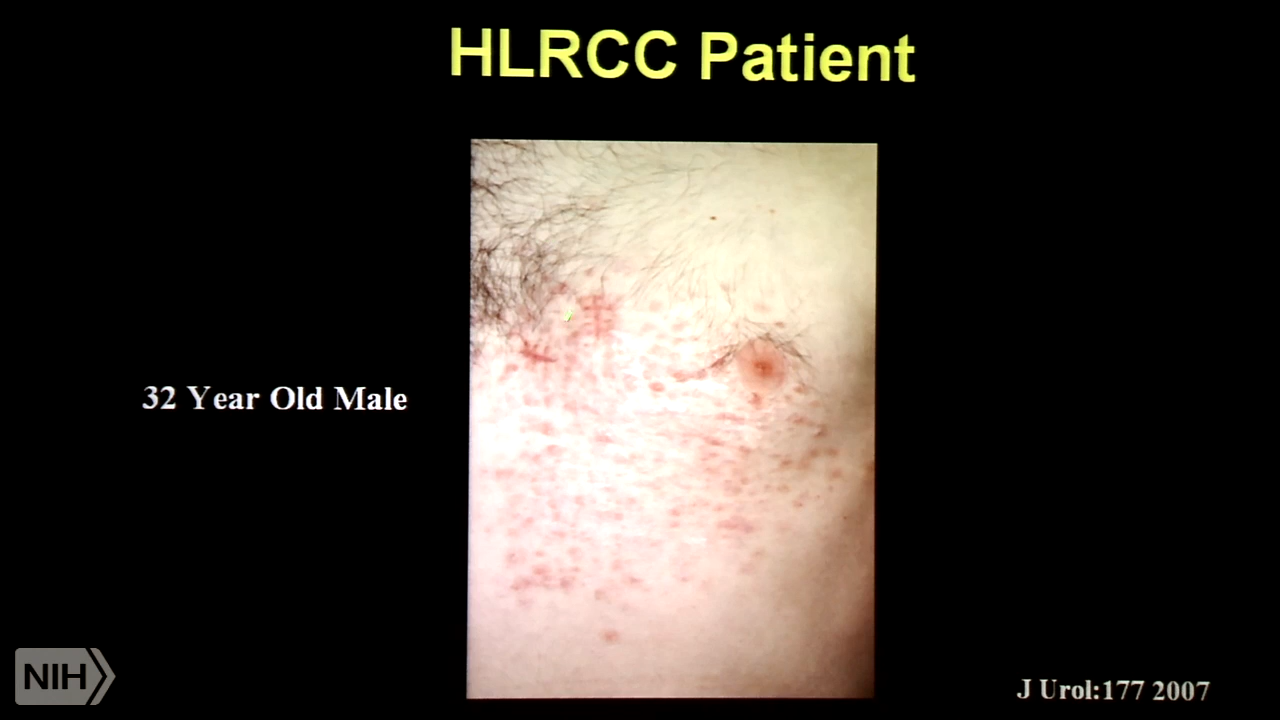 HLRCC Patient
32 Year Old Male
NIH
J Urol:177 2007